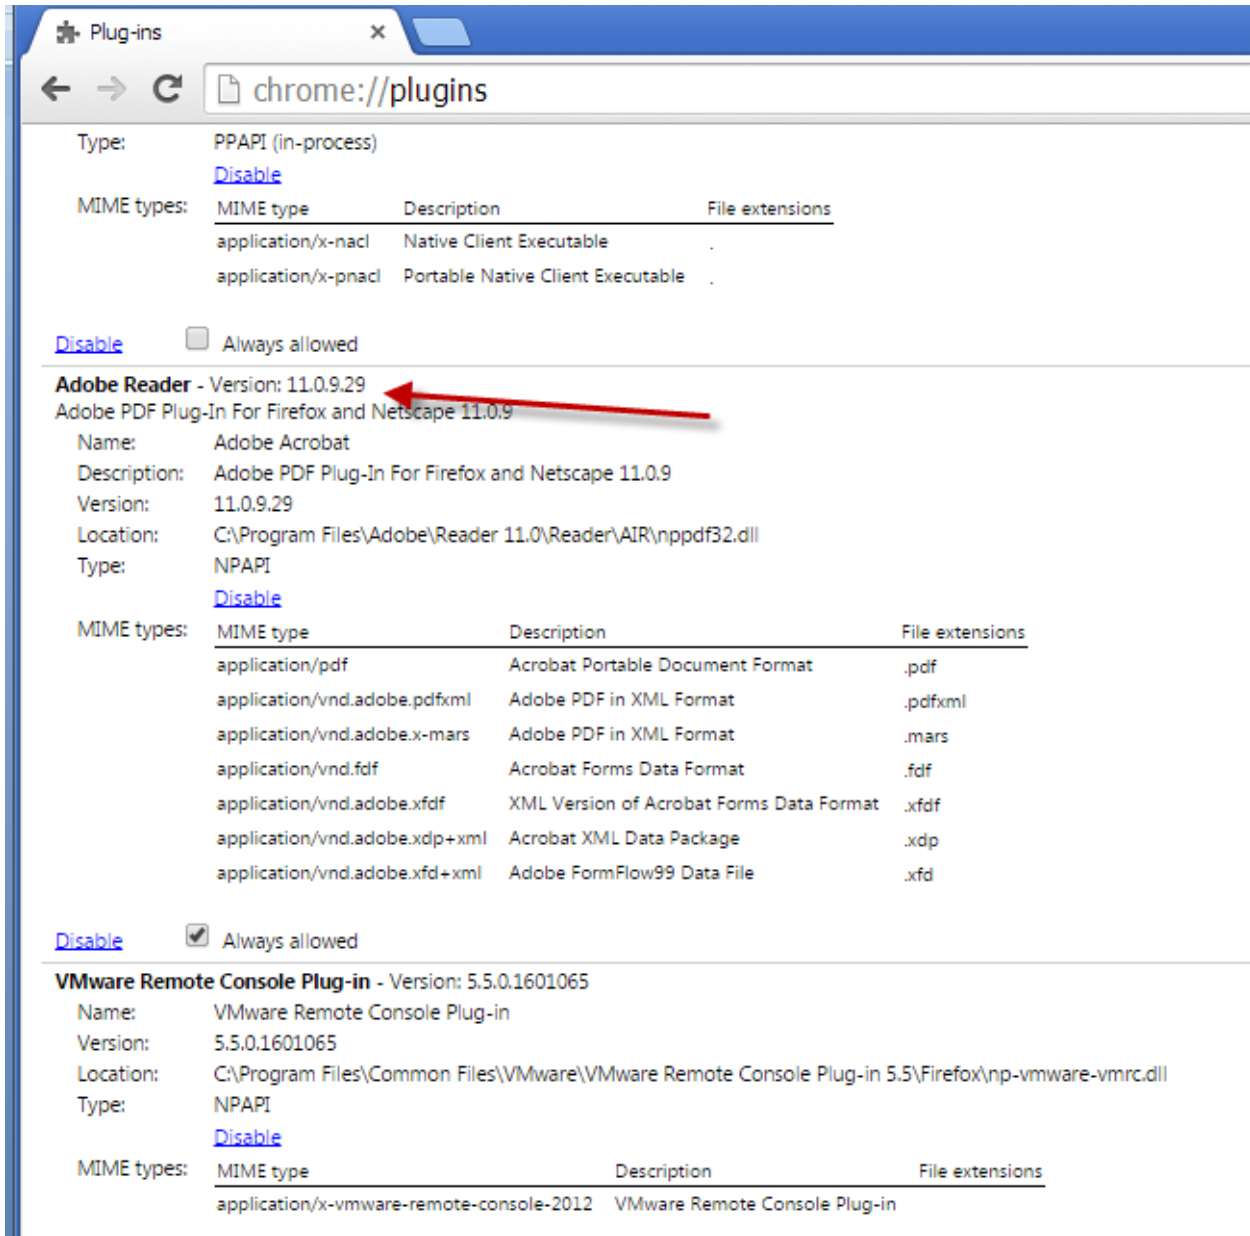 Plug-ins
chrome://plugins
Type: PPAPI (in-process)
Disable
MIME types: MIME type Description File extensions
application/x-nacl Native Client Executable .
application/x-pnacl Portable Native Client Executable .
Disable Always allowed
Adobe Reader - Version: 11.0.9.29
Adobe PDF Plug-In For Firefox and Netscape 11.0.9
Name: Adobe Acrobat
Description: Adobe PDF Plug-In For Firefox and Netscape 11.0.9
Version: 11.0.9.29
Location: C:\Program Files\Adobe\Reader 11.0\Reader\AIR\nppdf32.dll
Type: NPAPI
Disable
MIME types: MIME type Description File extensions
application/pdf Acrobat Portable Document Format .pdf
application/vnd.adobe.pdfxml Adobe PDF in XML Format .pdfxml
application/vnd.adobe.x-mars Adobe PDF in XML Format .mars
application/vnd.fdf Acrobat Forms Data Format .fdf
application/vnd.adobe.xfdf XML Version of Acrobat Forms Data Format .xfdf
application/vnd.adobe.xdp+xml Acrobat XML Data Package .xdp
application/vnd.adobe.xfd+xml Adobe FormFlow99 Data File .xfd
Disable Always allowed
VMware Remote Console Plug-in - Version: 5.5.0.1601065
Name: VMware Remote Console Plug-in
Version: 5.5.0.1601065
Location: C:\Program Files\Common Files\VMware\VMware Remote Console Plug-in 5.5\Firefox\np-vmware-vmrc.dll
Type: NPAPI
Disable
MIME types: MIME type Description File extensions
application/x-vmware-remote-console-2012 VMware Remote Console Plug-in